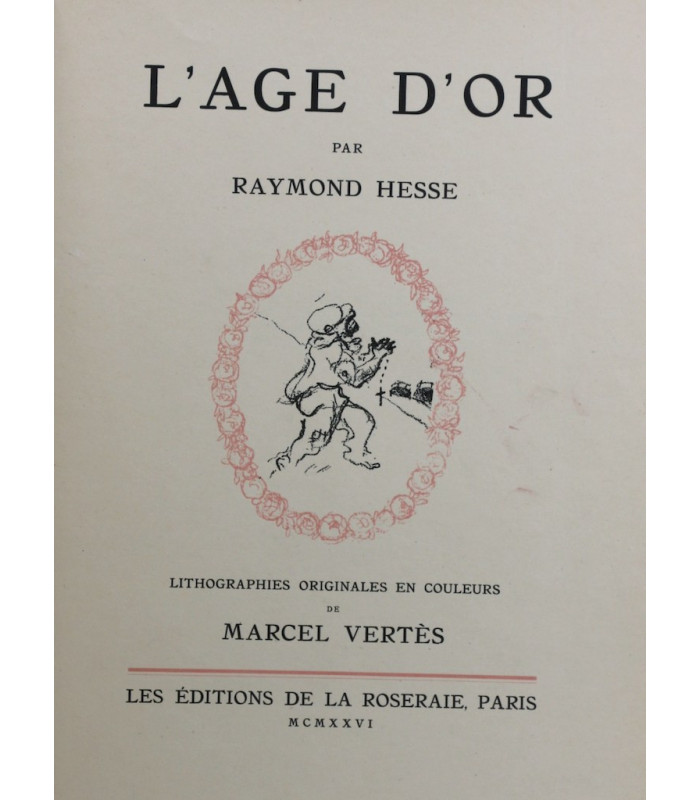 L'AGE D'OR
PAR
RAYMOND HESSE
LITHOGRAPHIES ORIGINALES EN COULEURS
DE
MARCEL VERTÈS
LES ÉDITIONS DE LA ROSERAIE, PARIS
MCMXXVI